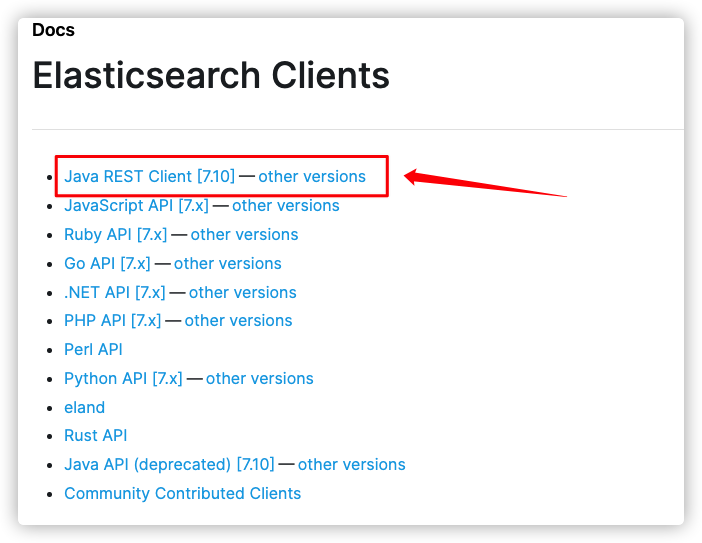 Docs
Elasticsearch Clients
Java REST Client [7.10] — other versions
JavaScript API [7.x] — other versions
Ruby API [7.x] — other versions
Go API [7.x] — other versions
.NET API [7.x] — other versions
PHP API [7.x] — other versions
Perl API
Python API [7.x] — other versions
eland
Rust API
Java API (deprecated) [7.10] — other versions
Community Contributed Clients